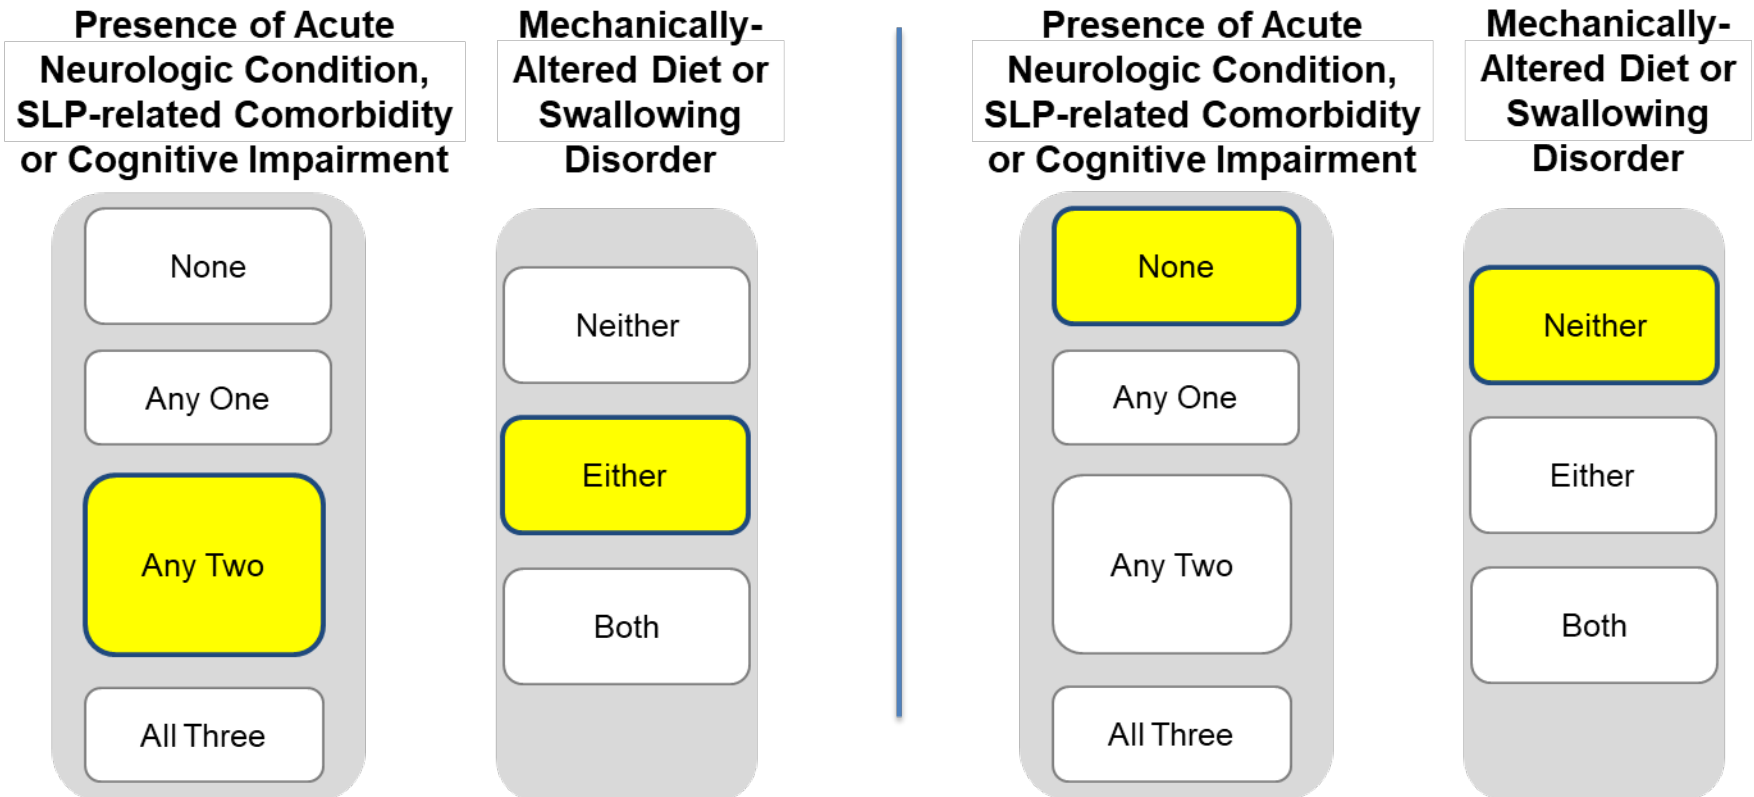 Presence of Acute
Neurologic Condition,
SLP-related Comorbidity
or Cognitive Impairment
None
Any One
Any Two
All Three
Mechanically-
Altered Diet or
Swallowing
Disorder
Neither
Either
Both
Presence of Acute
Neurologic Condition,
SLP-related Comorbidity
or Cognitive Impairment
None
Any One
Any Two
All Three
Mechanically-
Altered Diet or
Swallowing
Disorder
Neither
Either
Both